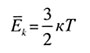 Ē_k = 3/2 κT